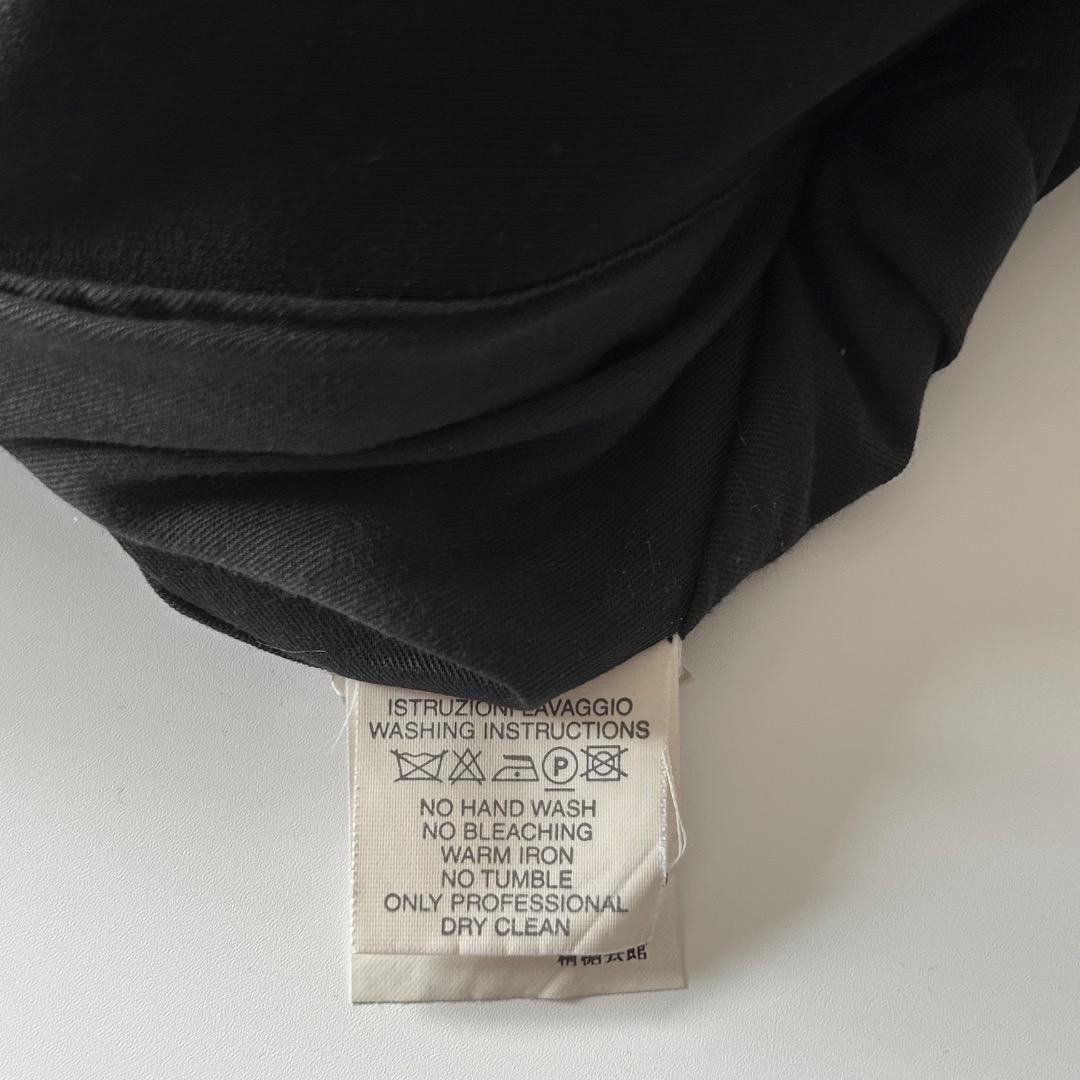 ISTRUZIONI LAVAGGIO
WASHING INSTRUCTIONS
P
NO HAND WASH
NO BLEACHING
WARM IRON
NO TUMBLE
ONLY PROFESSIONAL
DRY CLEAN